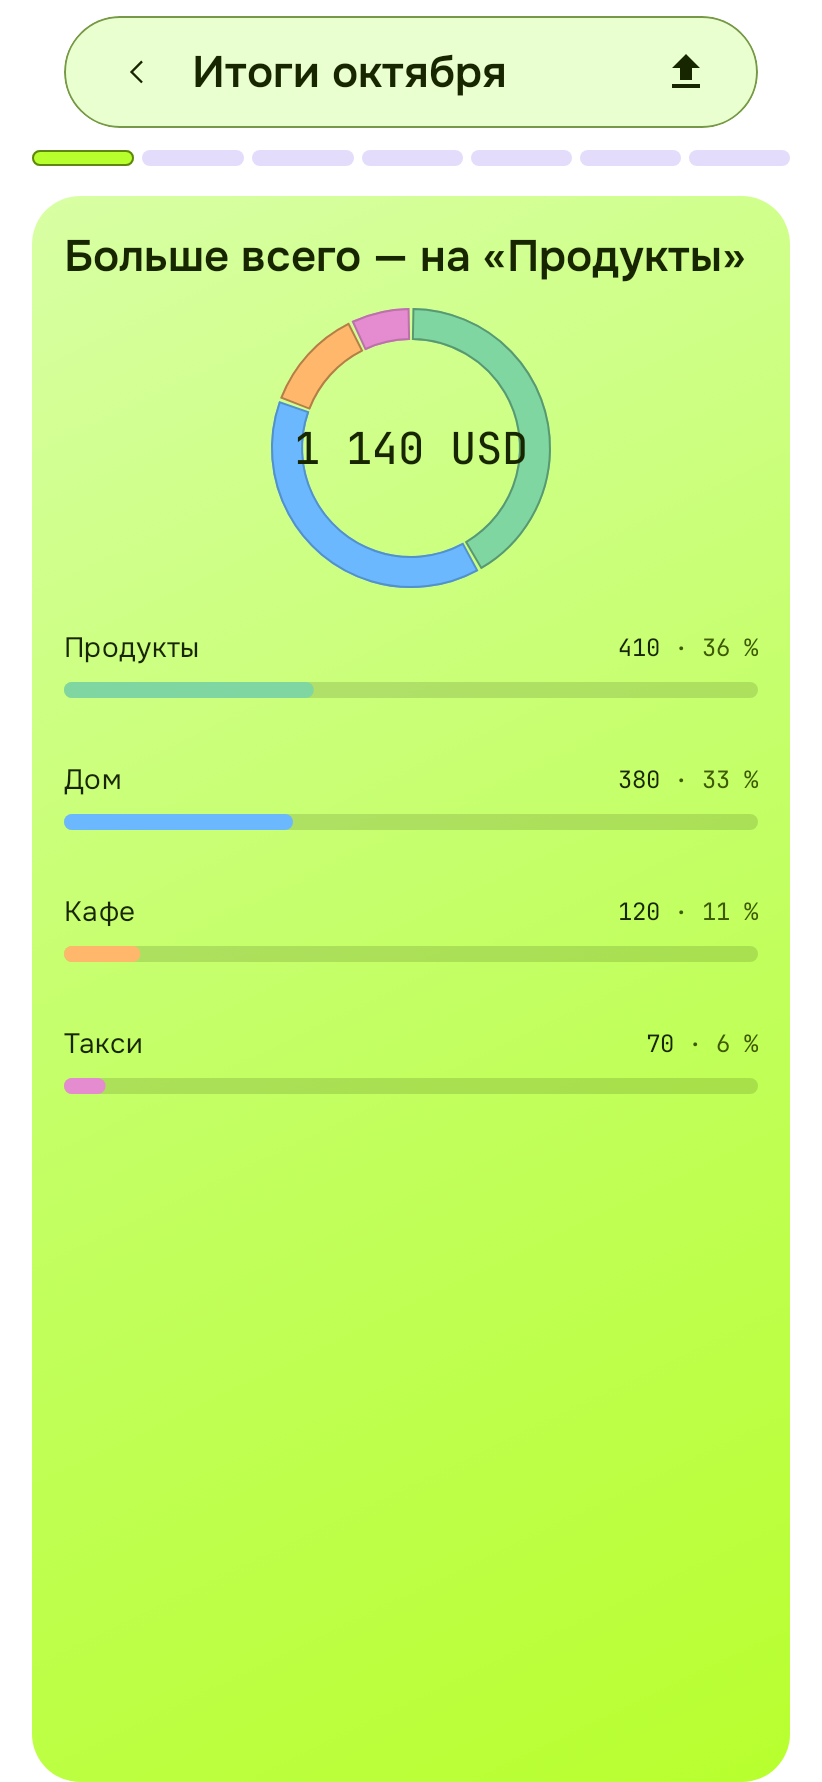 Итоги октября
Больше всего — на «Продукты»
1 140 USD
Продукты 410 · 36 %
Дом 380 · 33 %
Кафе 120 · 11 %
Такси 70 · 6 %